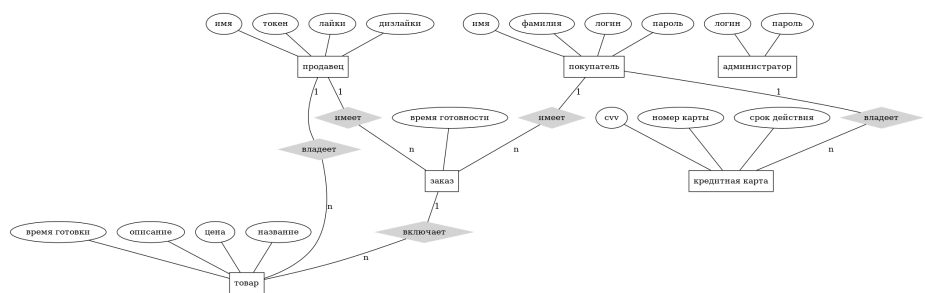 имя
токен
лайки
дизлайки
имя
фамилия
логин
пароль
логин
пароль
продавец
покупатель
администратор
1
1
1
1
имеет
время готовности
имеет
cvv
номер карты
срок действия
владеет
владеет
n
n
n
заказ
кредитная карта
n
1
время готовки
описание
цена
название
включает
n
товар